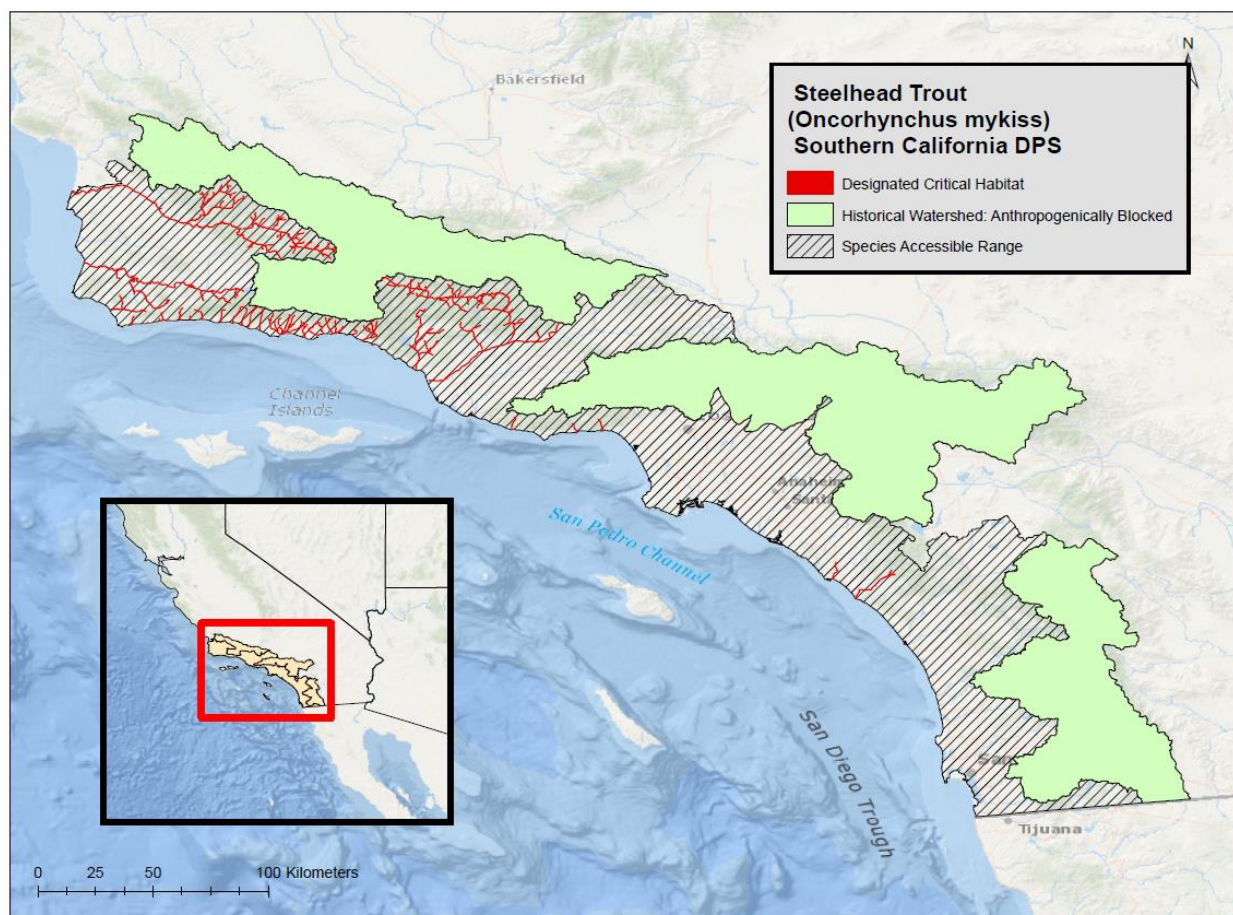 Bakersfield
N
Steelhead Trout
(Oncorhynchus mykiss)
Southern California DPS
Designated Critical Habitat
Historical Watershed: Anthropogenically Blocked
Species Accessible Range
Channel
Islands
Anaheim
San Pedro Channel
San Diego Trough
Tijuana
0 25 50 100 Kilometers